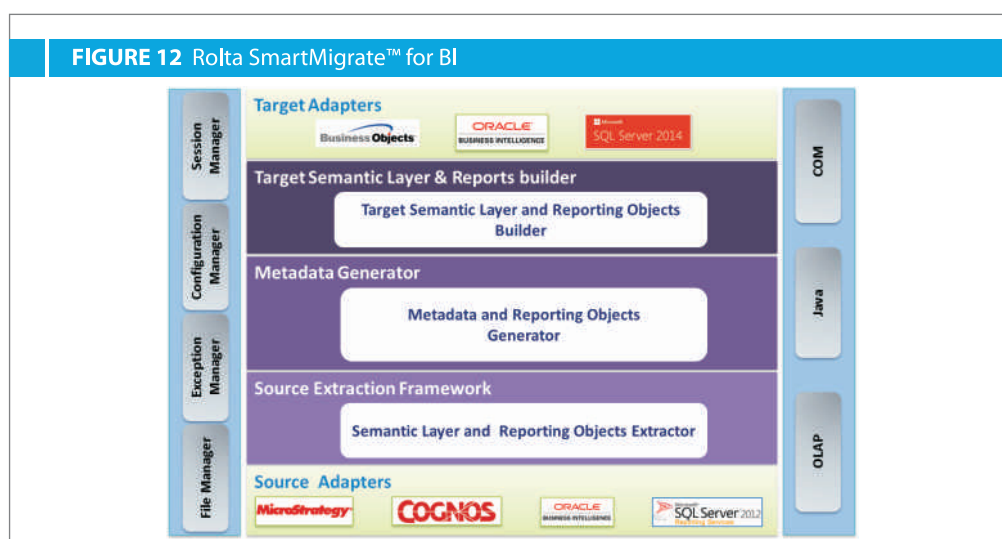 FIGURE 12 Rolta SmartMigrate™ for BI
Session
Manager
Configuration
Manager
Exception
Manager
File Manager
Target Adapters
Business Objects
ORACLE
BUSINESS INTELLIGENCE
Microsoft
SQL Server 2014
Target Semantic Layer & Reports builder
Target Semantic Layer and Reporting Objects
Builder
Metadata Generator
Metadata and Reporting Objects
Generator
Source Extraction Framework
Semantic Layer and Reporting Objects Extractor
Source Adapters
MicroStrategy
COGNOS
ORACLE
BUSINESS INTELLIGENCE
Microsoft
SQL Server 2012
Reporting Services
COM
Java
OLAP